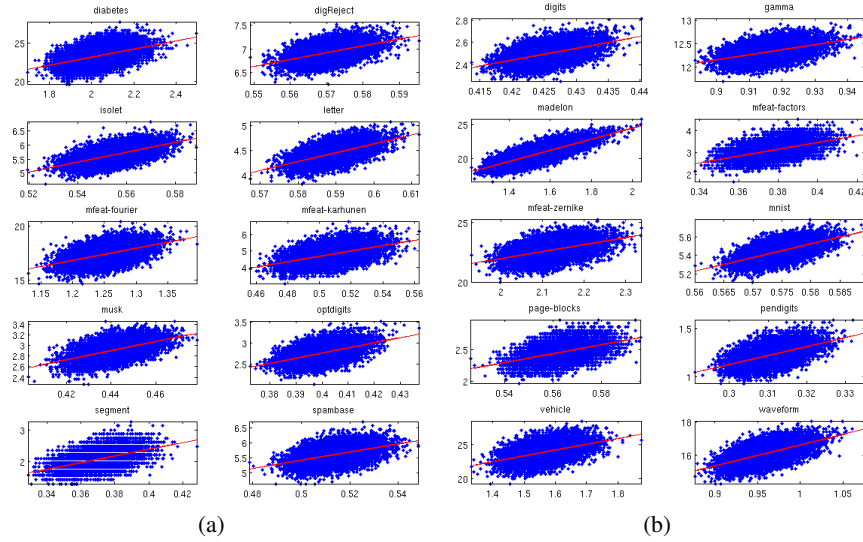 diabetes
25
20
1.8 2 2.2 2.4
digReject
7.5
7
6.5
0.55 0.56 0.57 0.58 0.59
digits
2.8
2.6
2.4
0.415 0.42 0.425 0.43 0.435 0.44
gamma
13
12.5
12
0.9 0.91 0.92 0.93 0.94
isolet
6.5
6
5.5
5
0.52 0.54 0.56 0.58
letter
5
4.5
4
0.57 0.58 0.59 0.6 0.61
madelon
25
20
1.4 1.6 1.8 2
mfeat-factors
4
3
2
0.34 0.36 0.38 0.4 0.42
mfeat-fourier
20
15
1.15 1.2 1.25 1.3 1.35
mfeat-karhunen
6
4
0.46 0.48 0.5 0.52 0.54 0.56
mfeat-zernike
25
20
2 2.1 2.2 2.3
mnist
5.6
5.4
5.2
0.56 0.565 0.57 0.575 0.58 0.585
musk
3.4
3.2
3
2.8
2.6
2.4
0.42 0.44 0.46
optdigits
3.5
3
2.5
0.38 0.39 0.4 0.41 0.42 0.43
page-blocks
2.5
2
0.54 0.56 0.58
pendigits
1.5
1
0.3 0.31 0.32 0.33
segment
3
2
0.34 0.36 0.38 0.4 0.42
spambase
6.5
6
5.5
5
0.48 0.5 0.52 0.54
vehicle
25
20
1.4 1.5 1.6 1.7 1.8
waveform
18
16
14
0.9 0.95 1 1.05
(a) (b)